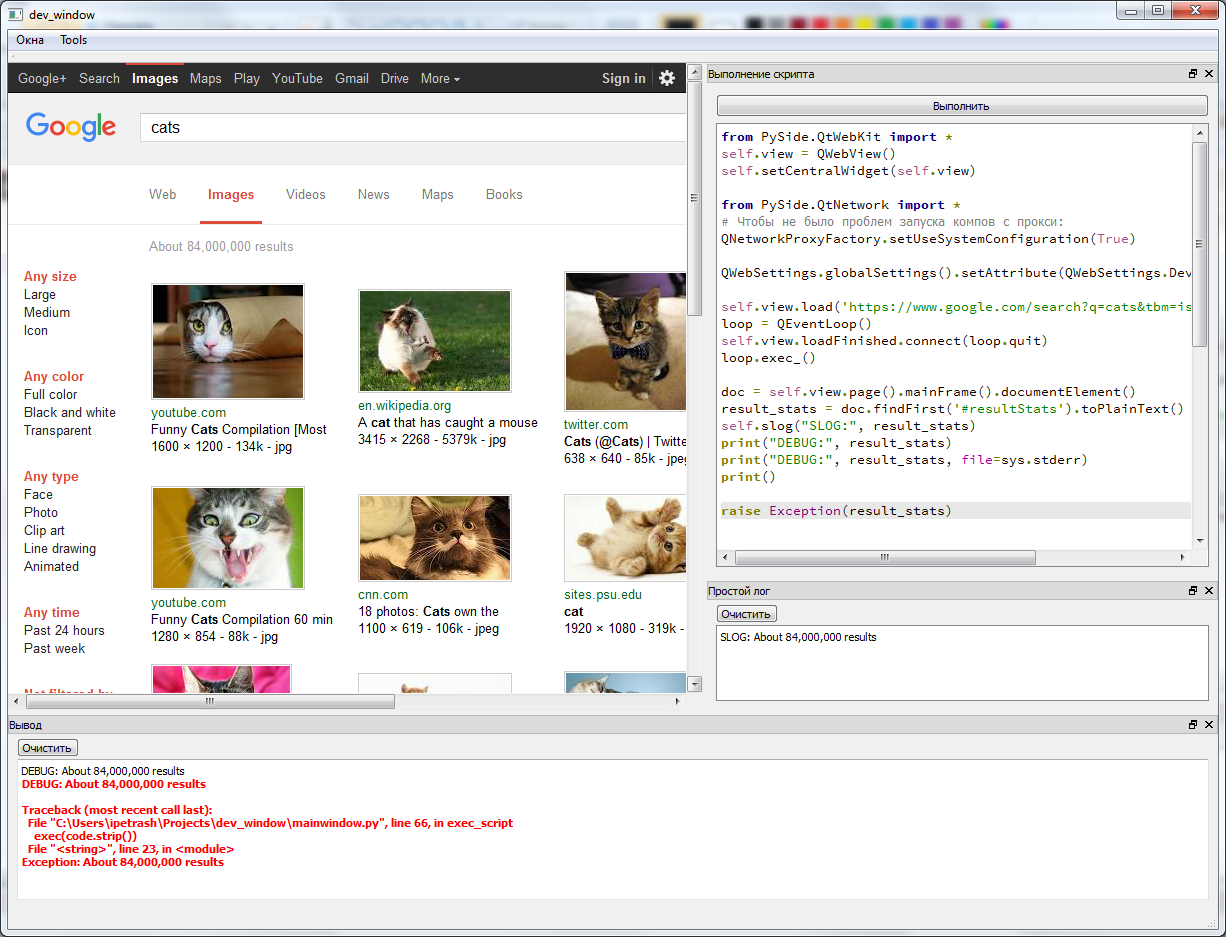 dev_window
Окна Tools
Google+ Search Images Maps Play YouTube Gmail Drive More Sign in
Google cats
Web Images Videos News Maps Books
About 84,000,000 results
Any size
Large
Medium
Icon
Any color
Full color
Black and white
Transparent
Any type
Face
Photo
Clip art
Line drawing
Animated
Any time
Past 24 hours
Past week
Not filtered by
youtube.com
Funny Cats Compilation [Most
1600 × 1200 - 134k - jpg
en.wikipedia.org
A cat that has caught a mouse
3415 × 2268 - 5379k - jpg
twitter.com
Cats (@Cats) | Twitte
638 × 640 - 85k - jpeg
youtube.com
Funny Cats Compilation 60 min
1280 × 854 - 88k - jpg
cnn.com
18 photos: Cats own the
1100 × 619 - 106k - jpeg
sites.psu.edu
cat
1920 × 1080 - 319k -
Выполнение скрипта
Выполнить
from PySide.QtWebKit import *
self.view = QWebView()
self.setCentralWidget(self.view)
from PySide.QtNetwork import *
# Чтобы не было проблем запуска компов с прокси:
QNetworkProxyFactory.setUseSystemConfiguration(True)
QWebSettings.globalSettings().setAttribute(QWebSettings.Dev
self.view.load('https://www.google.com/search?q=cats&tbm=is
loop = QEventLoop()
self.view.loadFinished.connect(loop.quit)
loop.exec_()
doc = self.view.page().mainFrame().documentElement()
result_stats = doc.findFirst('#resultStats').toPlainText()
self.slog("SLOG:", result_stats)
print("DEBUG:", result_stats)
print("DEBUG:", result_stats, file=sys.stderr)
print()
raise Exception(result_stats)
Простой лог
Очистить
SLOG: About 84,000,000 results
Вывод
Очистить
DEBUG: About 84,000,000 results
DEBUG: About 84,000,000 results
Traceback (most recent call last):
File "C:\Users\ipetrash\Projects\dev_window\mainwindow.py", line 66, in exec_script
exec(code.strip())
File "<string>", line 23, in <module>
Exception: About 84,000,000 results